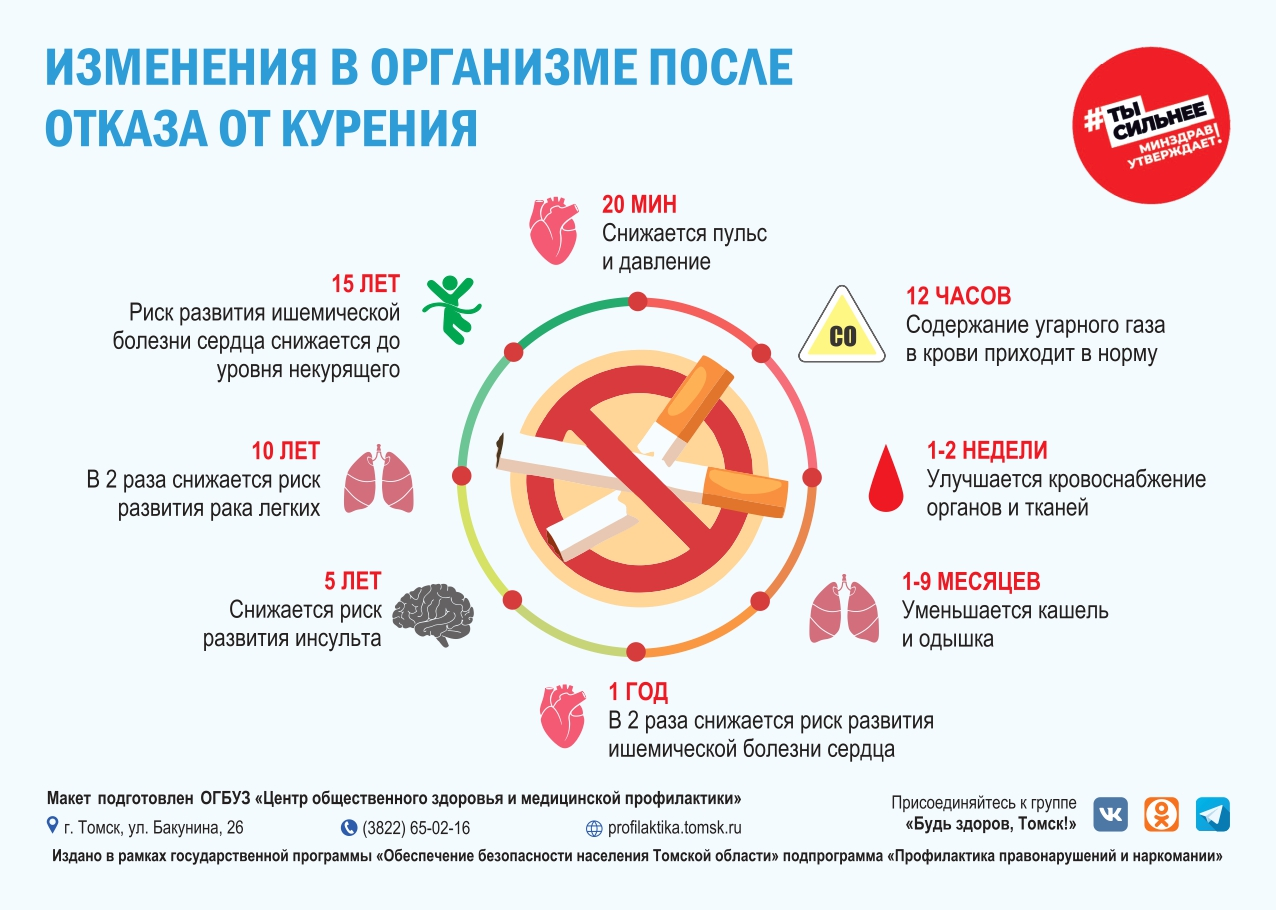 ИЗМЕНЕНИЯ В ОРГАНИЗМЕ ПОСЛЕ
ОТКАЗА ОТ КУРЕНИЯ
#ТЫ
СИЛЬНЕЕ
МИНЗДРАВ
УТВЕРЖДАЕТ!
20 МИН
Снижается пульс
и давление
12 ЧАСОВ
Содержание угарного газа
в крови приходит в норму
CO
1-2 НЕДЕЛИ
Улучшается кровоснабжение
органов и тканей
1-9 МЕСЯЦЕВ
Уменьшается кашель
и одышка
1 ГОД
В 2 раза снижается риск развития
ишемической болезни сердца
5 ЛЕТ
Снижается риск
развития инсульта
10 ЛЕТ
В 2 раза снижается риск
развития рака легких
15 ЛЕТ
Риск развития ишемической
болезни сердца снижается до
уровня некурящего
Макет подготовлен ОГБУЗ «Центр общественного здоровья и медицинской профилактики»
г. Томск, ул. Бакунина, 26
(3822) 65-02-16
profilaktika.tomsk.ru
Присоединяйтесь к группе
«Будь здоров, Томск!»
Издано в рамках государственной программы «Обеспечение безопасности населения Томской области» подпрограмма «Профилактика правонарушений и наркомании»